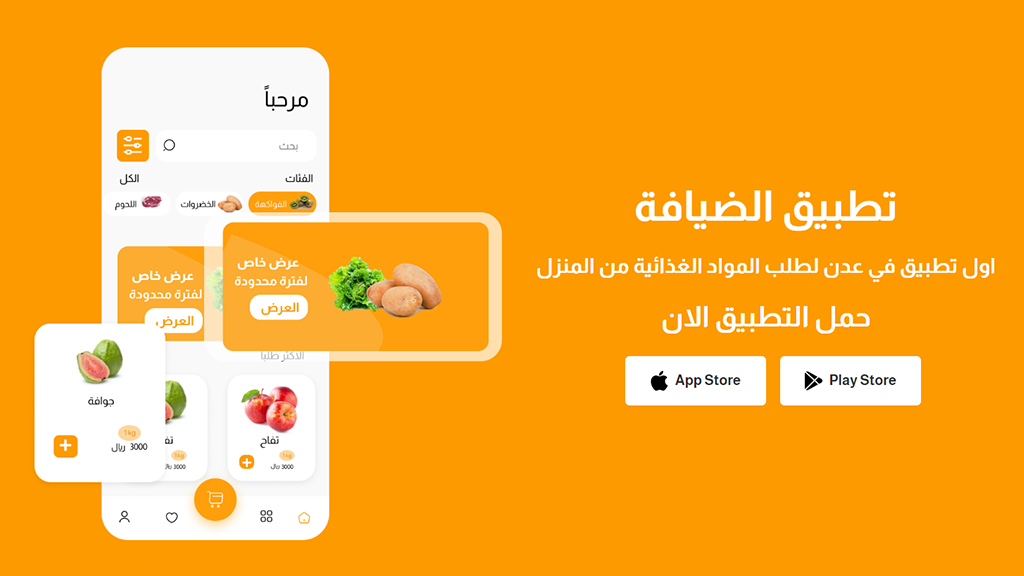 تطبيق الضيافة
اول تطبيق في عدن لطلب المواد الغذائية من المنزل
حمل التطبيق الان
App Store
Play Store
مرحباً
بحث
الفئات
الكل
الفواكهة
الخضروات
اللحوم
عرض خاص
لفترة محدودة
العرض
عرض خاص
لفترة محدودة
العرض
الاكثر طلبا
جوافة
1kg
3000 ريال
تفاح
1kg
3000 ريال
1kg
3000